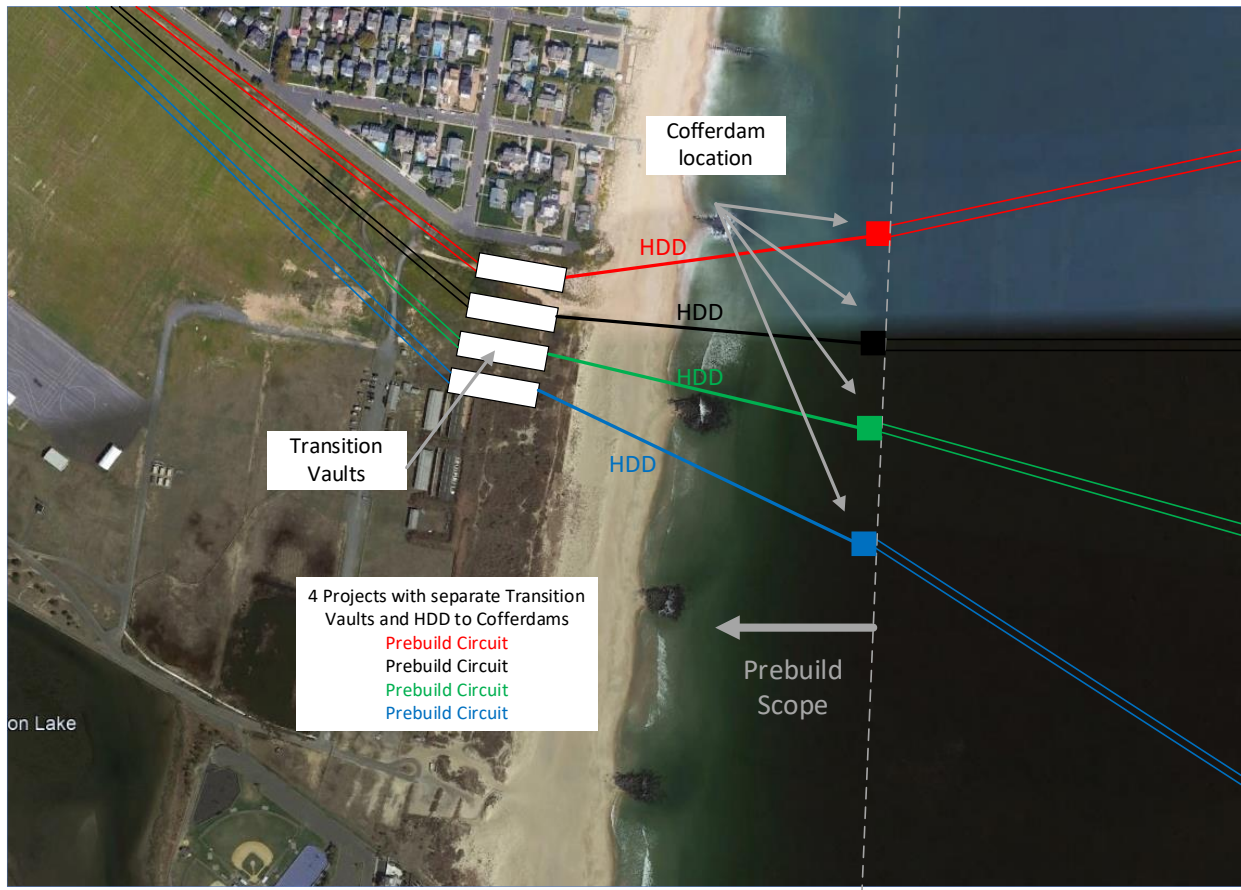 Cofferdam
location
HDD
HDD
HDD
HDD
Transition
Vaults
4 Projects with separate Transition
Vaults and HDD to Cofferdams
Prebuild Circuit
Prebuild Circuit
Prebuild Circuit
Prebuild Circuit
Prebuild
Scope
on Lake